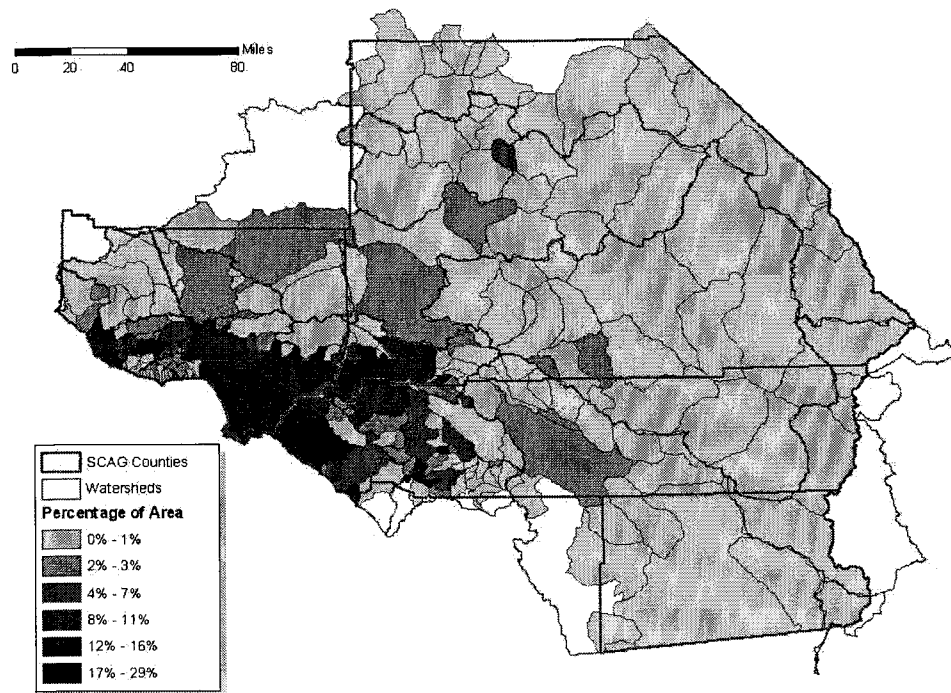 Miles
0 20 40 80
SCAG Counties
Watersheds
Percentage of Area
0% - 1%
2% - 3%
4% - 7%
8% - 11%
12% - 16%
17% - 29%